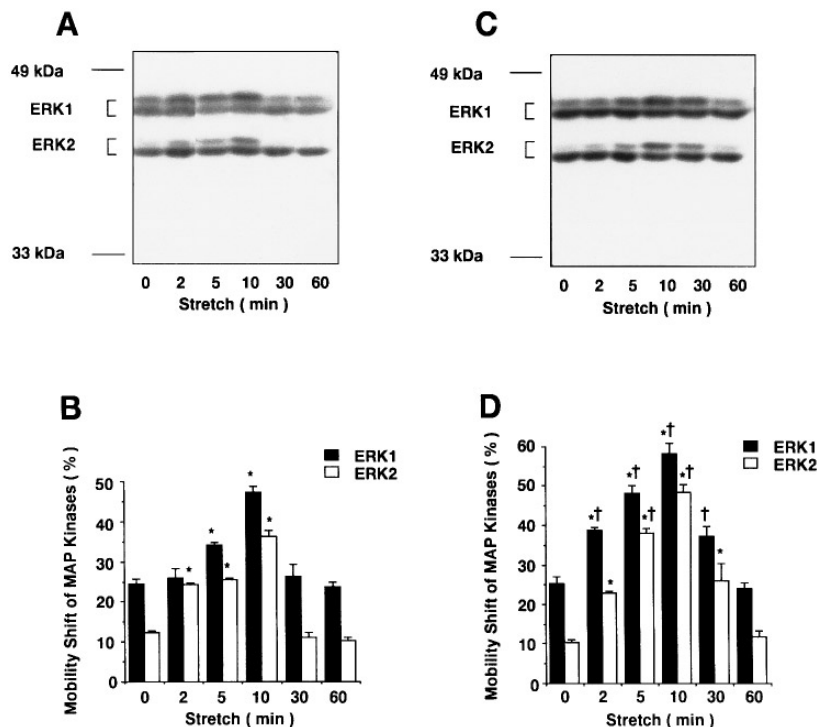 A
49 kDa
ERK1
ERK2
33 kDa
0 2 5 10 30 60
Stretch ( min )
C
49 kDa
ERK1
ERK2
33 kDa
0 2 5 10 30 60
Stretch ( min )
B
Mobility Shift of MAP Kinases ( % )
ERK1
ERK2
50
40
30
20
10
0
* * * * *
0 2 5 10 30 60
Stretch ( min )
D
Mobility Shift of MAP Kinases ( % )
ERK1
ERK2
60
50
40
30
20
10
0
*† * *† *† *† *† † *
0 2 5 10 30 60
Stretch ( min )